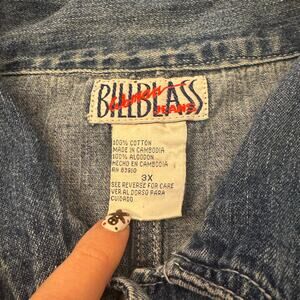 BILLBLASS
JEANS
100% COTTON
MADE IN CAMBODIA
100% ALGODON
HECHO EN CAMBODIA
RN 83910
3X
SEE REVERSE FOR CARE
VER AL DORSO PARA
CUIDADO